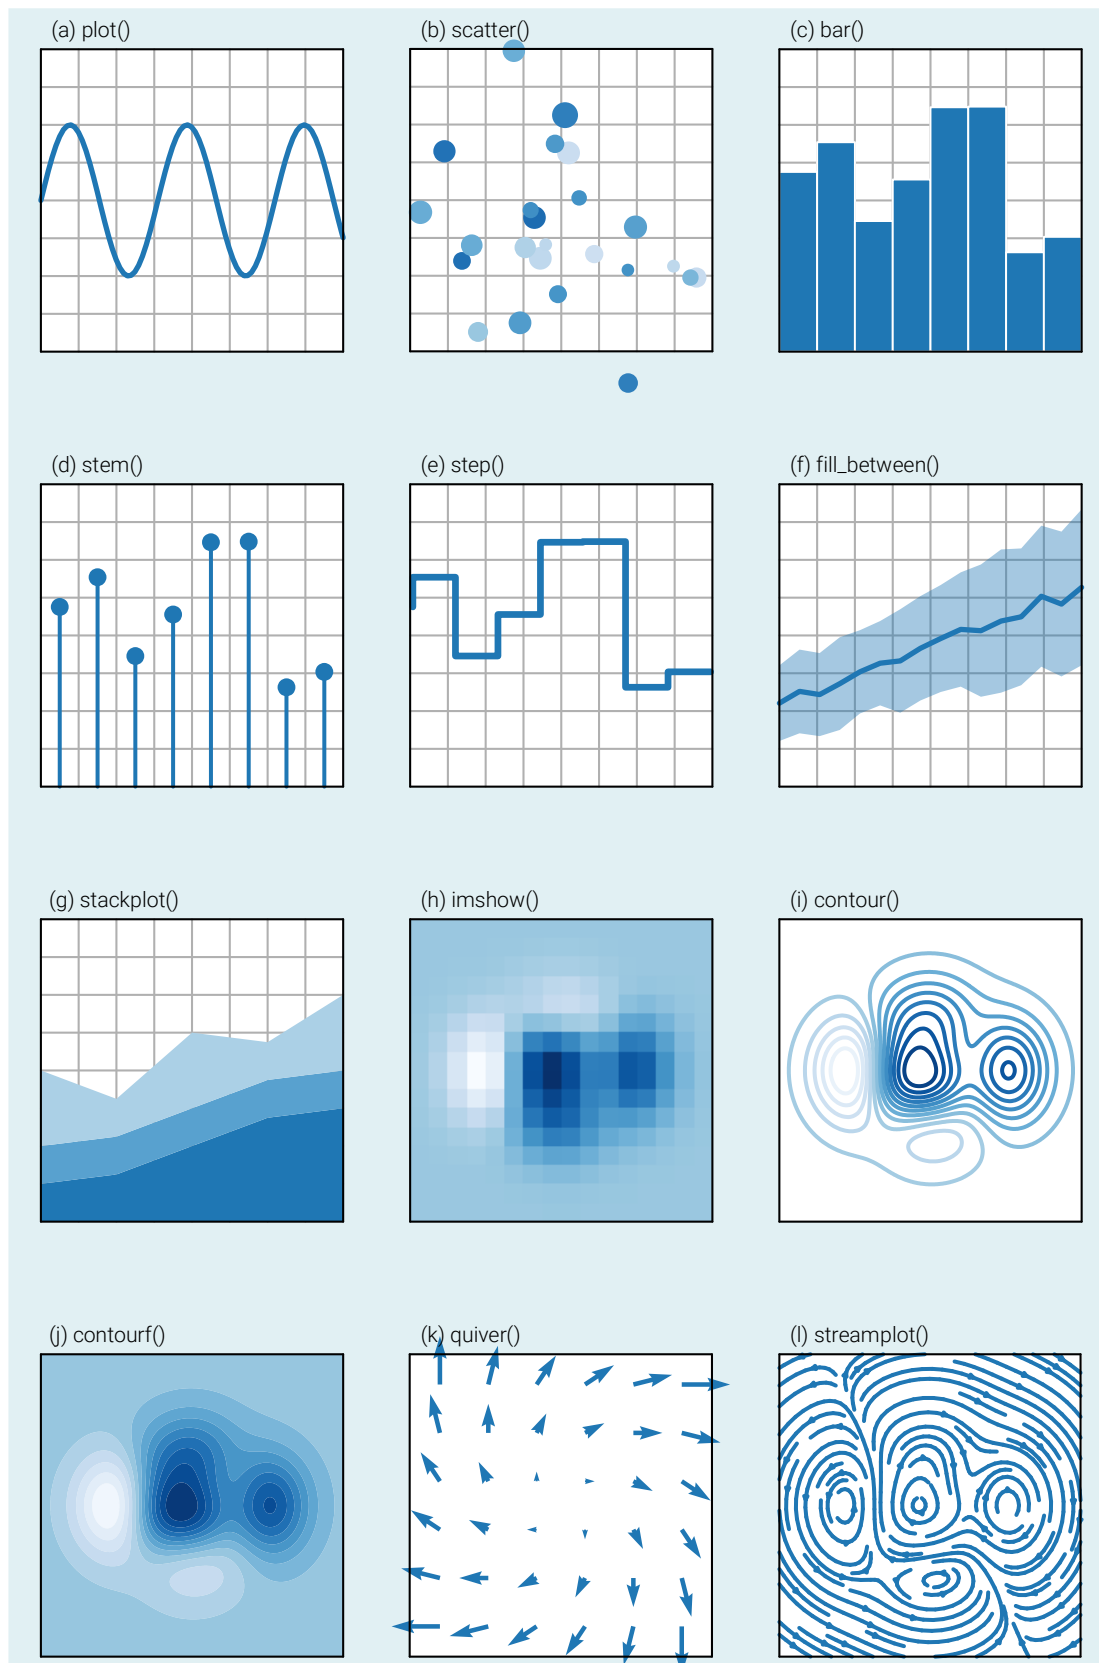 (a) plot()
(b) scatter()
(c) bar()
(d) stem()
(e) step()
(f) fill_between()
(g) stackplot()
(h) imshow()
(i) contour()
(j) contourf()
(k) quiver()
(l) streamplot()